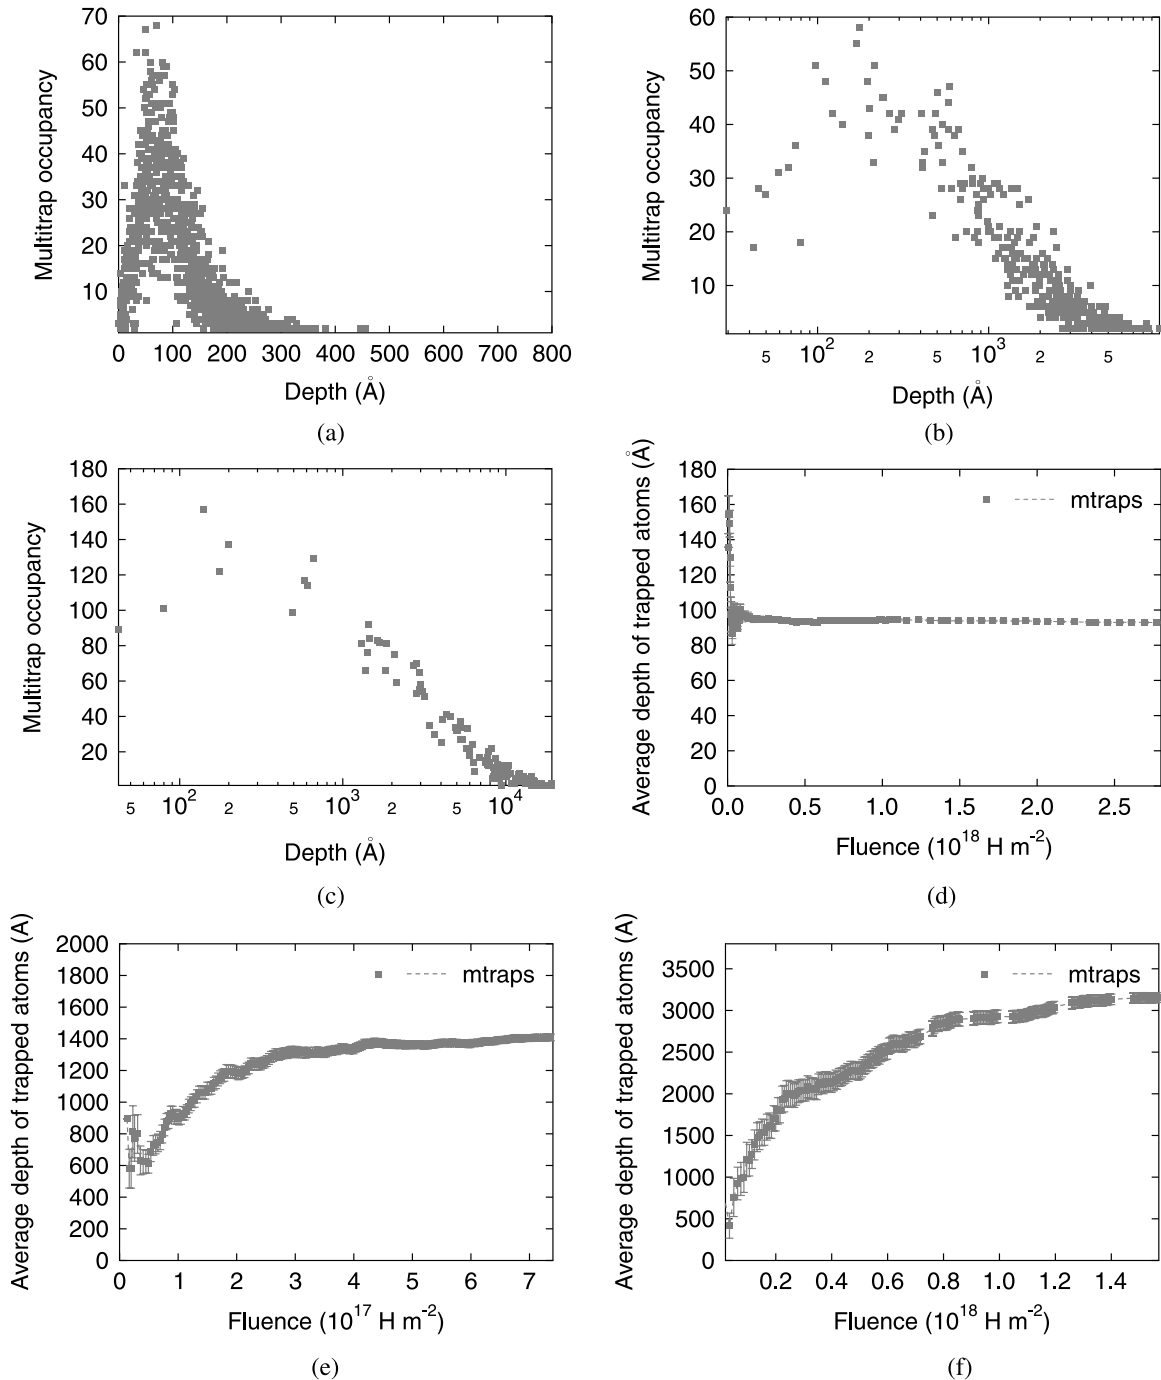 70
60
50
40
30
20
10
0 100 200 300 400 500 600 700 800
Multitrap occupancy
Depth (Å)
(a)
60
50
40
30
20
10
5 10² 2 5 10³ 2 5
Multitrap occupancy
Depth (Å)
(b)
180
160
140
120
100
80
60
40
20
5 10² 2 5 10³ 2 5 10⁴
Multitrap occupancy
Depth (Å)
(c)
180
160
140
120
100
80
60
40
20
0
0.0 0.5 1.0 1.5 2.0 2.5
Average depth of trapped atoms (Å)
mtraps
Fluence (10¹⁸ H m⁻²)
(d)
2000
1800
1600
1400
1200
1000
800
600
400
200
0
0 1 2 3 4 5 6 7
Average depth of trapped atoms (A)
mtraps
Fluence (10¹⁷ H m⁻²)
(e)
3500
3000
2500
2000
1500
1000
500
0
0.2 0.4 0.6 0.8 1.0 1.2 1.4
Average depth of trapped atoms (A)
mtraps
Fluence (10¹⁸ H m⁻²)
(f)